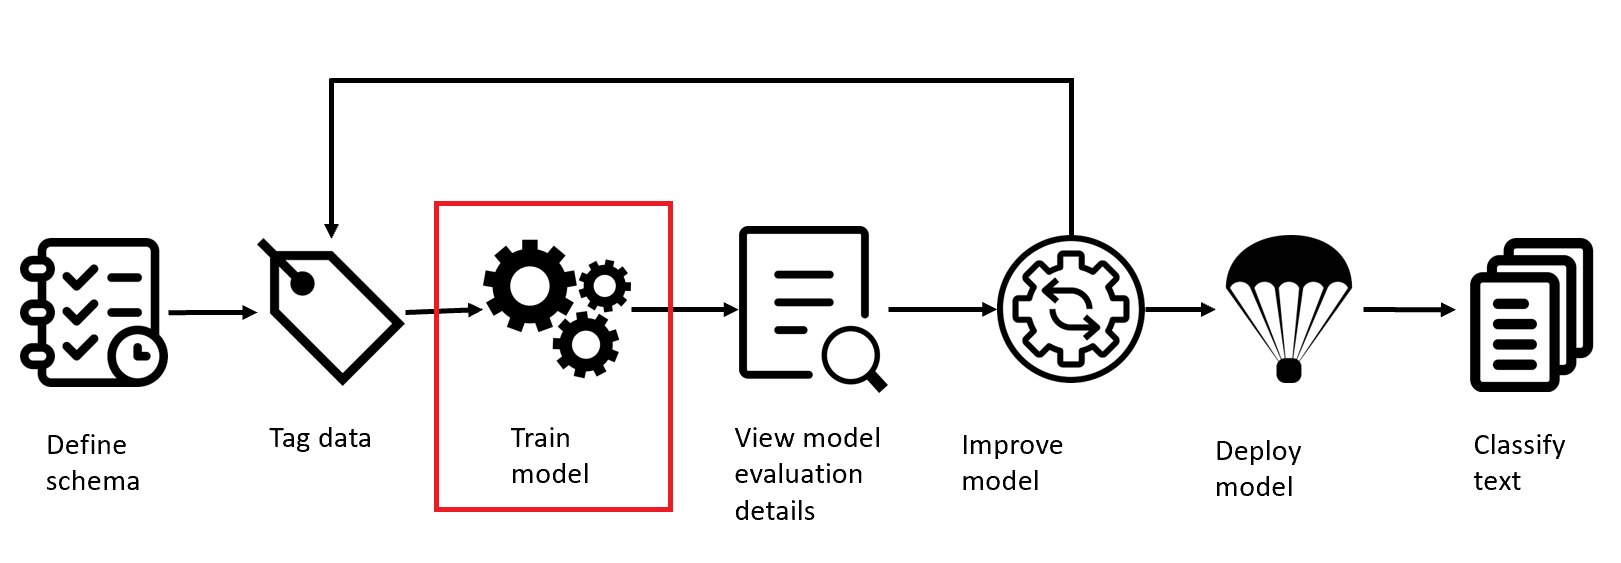 Define
schema
Tag data
Train
model
View model
evaluation
details
Improve
model
Deploy
model
Classify
text